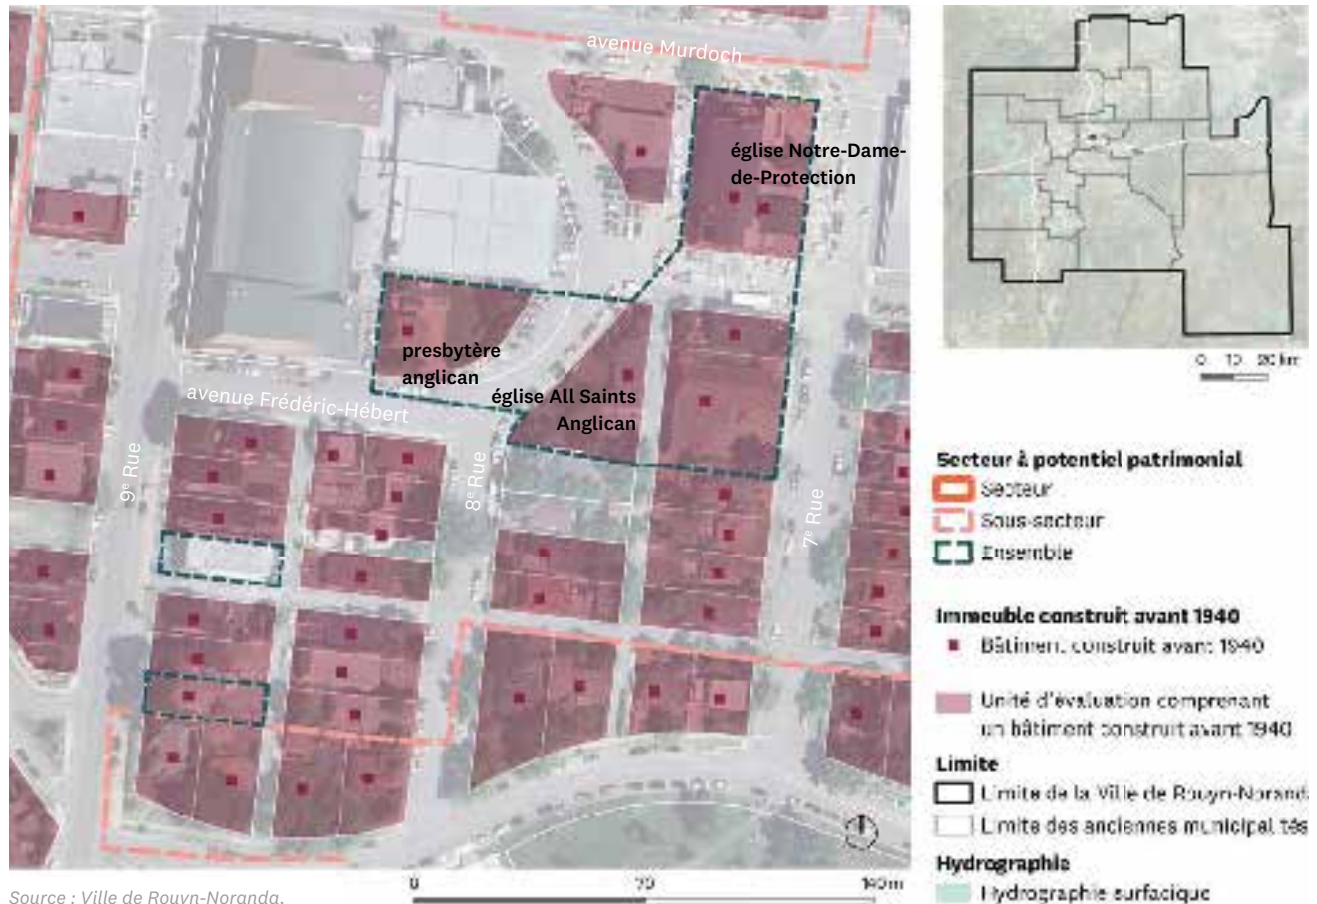 avenue Murdoch
église Notre-Dame-
de-Protection
presbytère
anglican
église All Saints
Anglican
avenue Frédéric-Hébert
9e Rue
8e Rue
7e Rue
0 70 140 m
Source : Ville de Rouyn-Noranda.
0 10 20 km
Secteur à potentiel patrimonial
Secteur
Sous-secteur
Ensemble
Immeuble construit avant 1940
Bâtiment construit avant 1940
Unité d'évaluation comprenant
un bâtiment construit avant 1940
Limite
Limite de la Ville de Rouyn-Norand
Limite des anciennes municipal tés
Hydrographie
Hydrographie surfacique